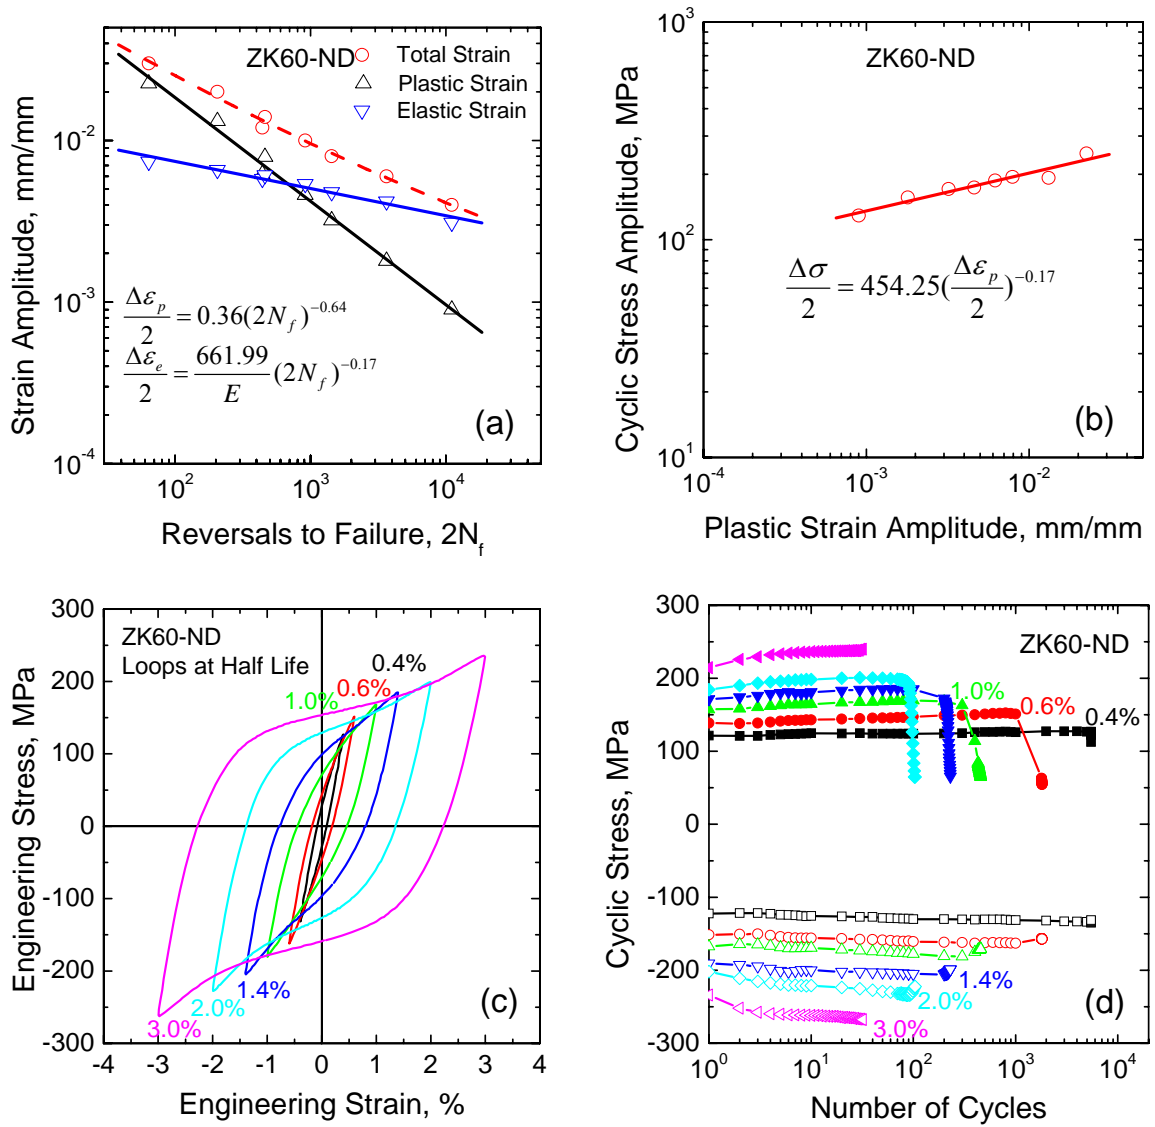 ZK60-ND
Total Strain
Plastic Strain
Elastic Strain
10^-2
10^-3
10^-4
10^2
10^3
10^4
Strain Amplitude, mm/mm
Reversals to Failure, 2N_f
Δε_p/2 = 0.36(2N_f)^-0.64
Δε_e/2 = 661.99/E (2N_f)^-0.17
(a)
ZK60-ND
10^3
10^2
10^1
10^-4
10^-3
10^-2
Cyclic Stress Amplitude, MPa
Plastic Strain Amplitude, mm/mm
Δσ/2 = 454.25(Δε_p/2)^-0.17
(b)
ZK60-ND
Loops at Half Life
0.4%
0.6%
1.0%
1.4%
2.0%
3.0%
300
200
100
0
-100
-200
-300
-4 -3 -2 -1 0 1 2 3 4
Engineering Stress, MPa
Engineering Strain, %
(c)
ZK60-ND
1.0%
0.6%
0.4%
1.4%
2.0%
3.0%
300
200
100
0
-100
-200
-300
10^0 10^1 10^2 10^3 10^4
Cyclic Stress, MPa
Number of Cycles
(d)